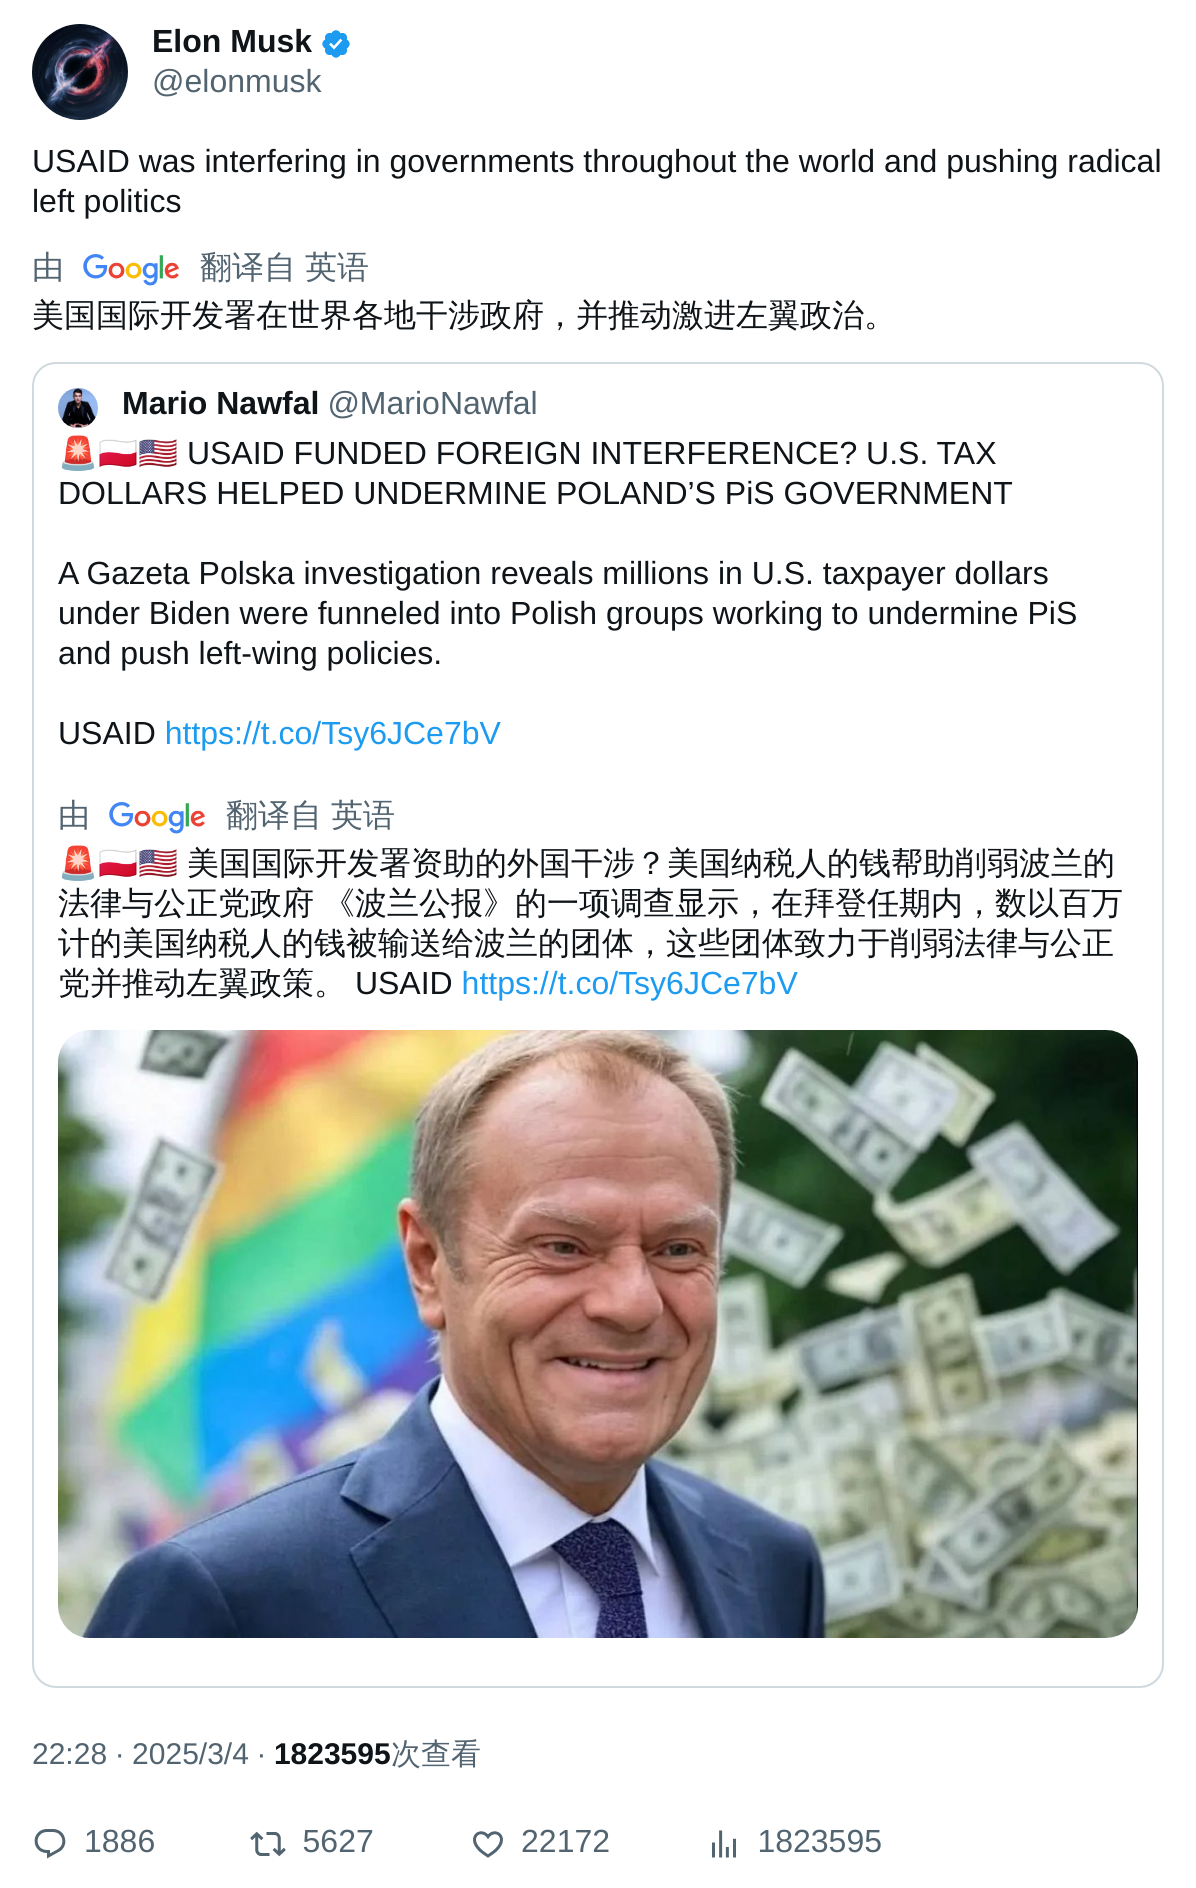 Elon Musk
@elonmusk
USAID was interfering in governments throughout the world and pushing radical
left politics
由 Google 翻译自 英语
美国国际开发署在世界各地干涉政府，并推动激进左翼政治。
Mario Nawfal @MarioNawfal
🚨🇵🇱🇺🇸 USAID FUNDED FOREIGN INTERFERENCE? U.S. TAX
DOLLARS HELPED UNDERMINE POLAND’S PiS GOVERNMENT
A Gazeta Polska investigation reveals millions in U.S. taxpayer dollars
under Biden were funneled into Polish groups working to undermine PiS
and push left-wing policies.
USAID https://t.co/Tsy6JCe7bV
由 Google 翻译自 英语
🚨🇵🇱🇺🇸 美国国际开发署资助的外国干涉？美国纳税人的钱帮助削弱波兰的
法律与公正党政府 《波兰公报》的一项调查显示，在拜登任期内，数以百万
计的美国纳税人的钱被输送给波兰的团体，这些团体致力于削弱法律与公正
党并推动左翼政策。 USAID https://t.co/Tsy6JCe7bV
22:28 · 2025/3/4 · 1823595次查看
1886 5627 22172 1823595